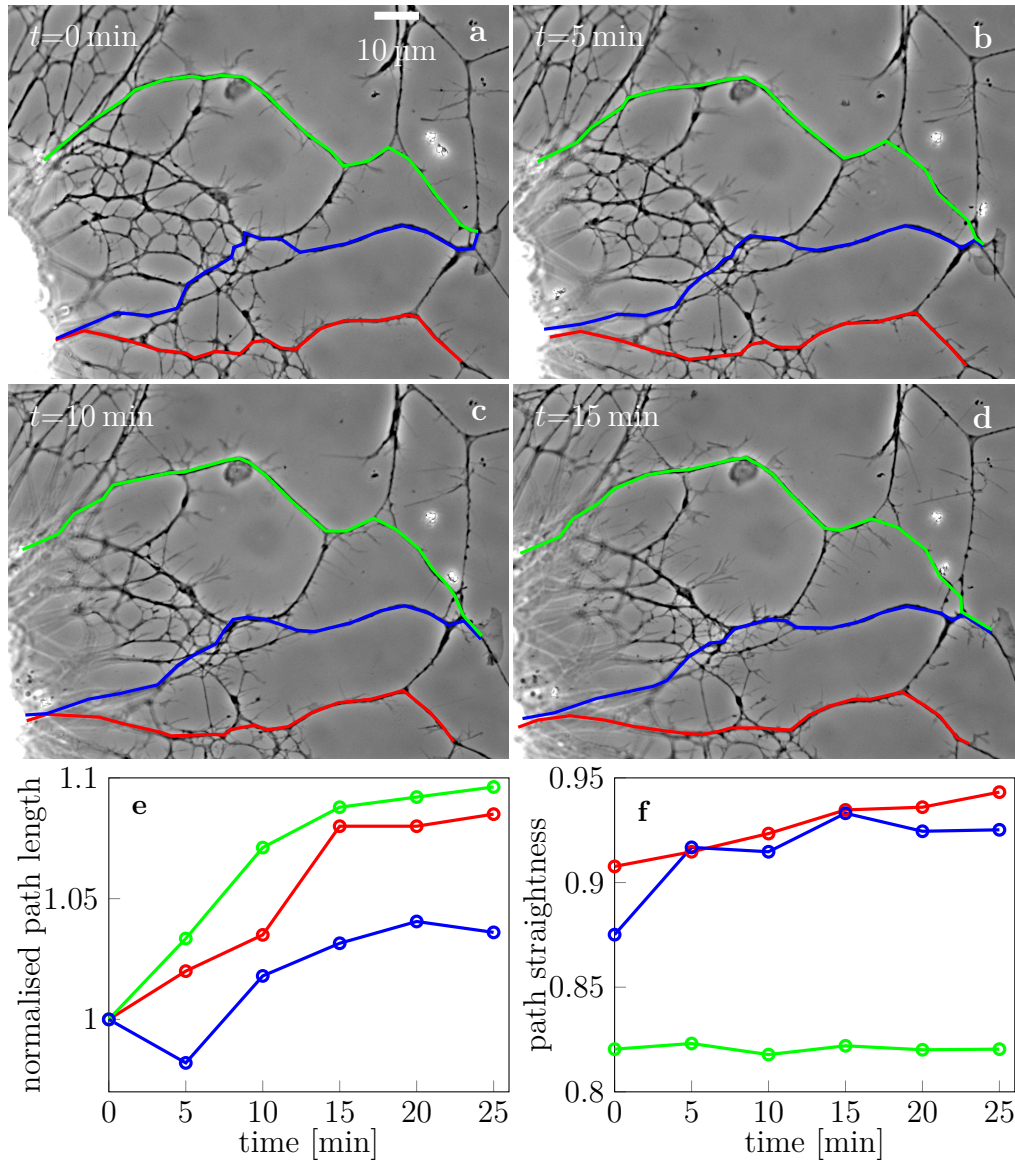 t=0 min
10 µm
a
t=5 min
b
t=10 min
c
t=15 min
d
e
normalised path length
1.1
1.05
1
0 5 10 15 20 25
time [min]
f
path straightness
0.95
0.9
0.85
0.8
0 5 10 15 20 25
time [min]